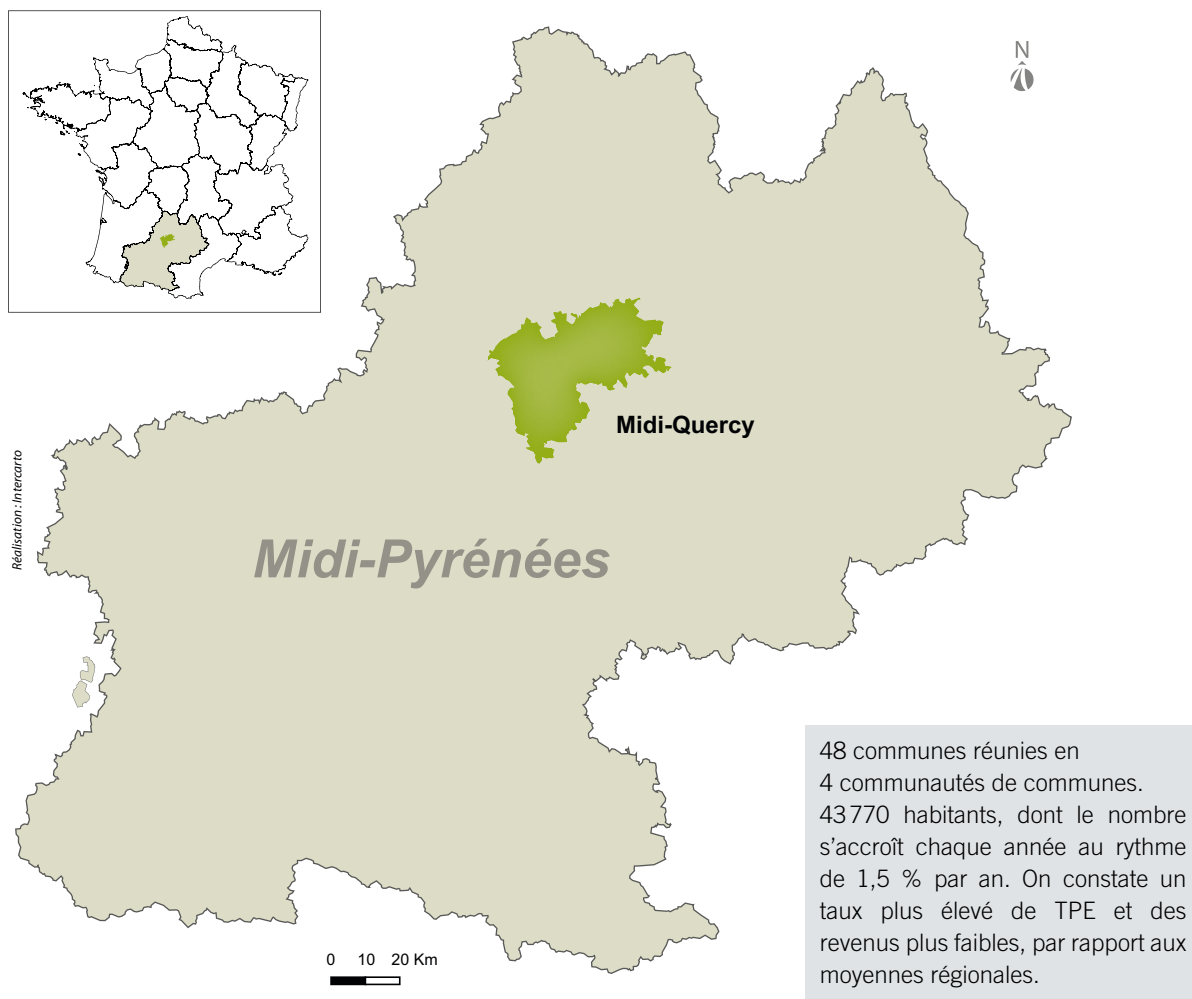 N
Midi-Quercy
Réalisation : Intercarto
Midi-Pyrénées
48 communes réunies en
4 communautés de communes.
43 770 habitants, dont le nombre
s’accroît chaque année au rythme
de 1,5 % par an. On constate un
taux plus élevé de TPE et des
revenus plus faibles, par rapport aux
moyennes régionales.
0 10 20 Km